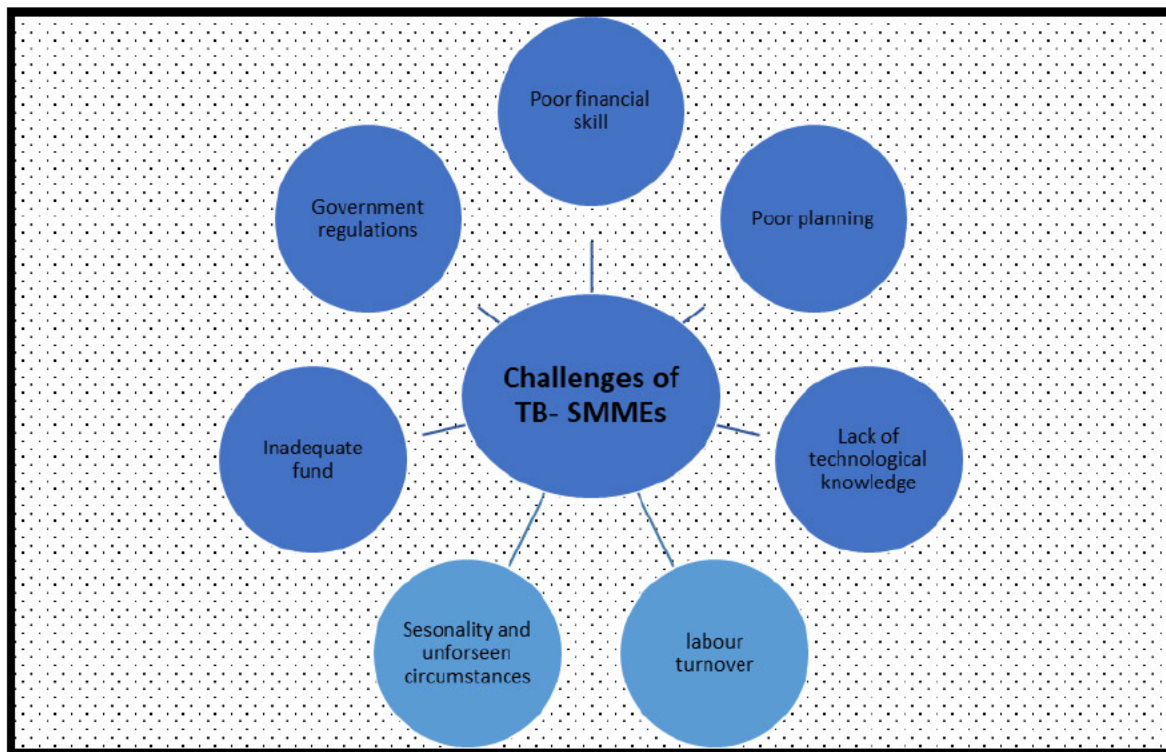 Poor financial
skill
Government
regulations
Poor planning
Challenges of
TB- SMMEs
Inadequate
fund
Lack of
technological
knowledge
Sesonality and
unforseen
circumstances
labour
turnover